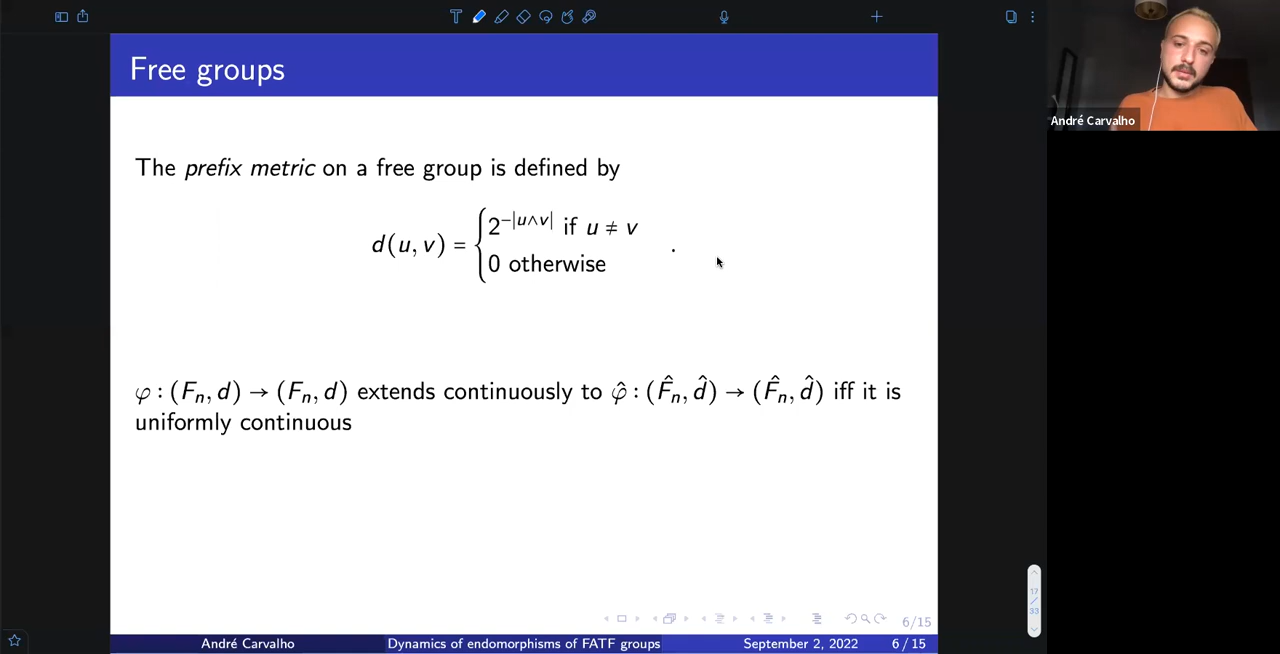 Free groups
André Carvalho
The prefix metric on a free group is defined by
d(u, v) = { 2^{-|u∧v|} if u ≠ v
0 otherwise .
φ : (F_n, d) → (F_n, d) extends continuously to φ̂ : (F̂_n, d̂) → (F̂_n, d̂) iff it is
uniformly continuous
17
/
33
6/15
André Carvalho Dynamics of endomorphisms of FATF groups September 2, 2022 6 / 15